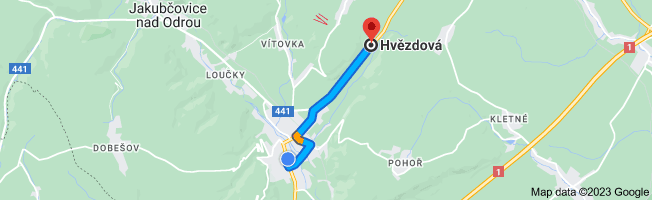 Jakubčovice
nad Odrou
VÍTOVKA
Hvězdová
1
441
LOUČKY
441
KLETNÉ
DOBEŠOV
POHOŘ
1
Map data ©2023 Google